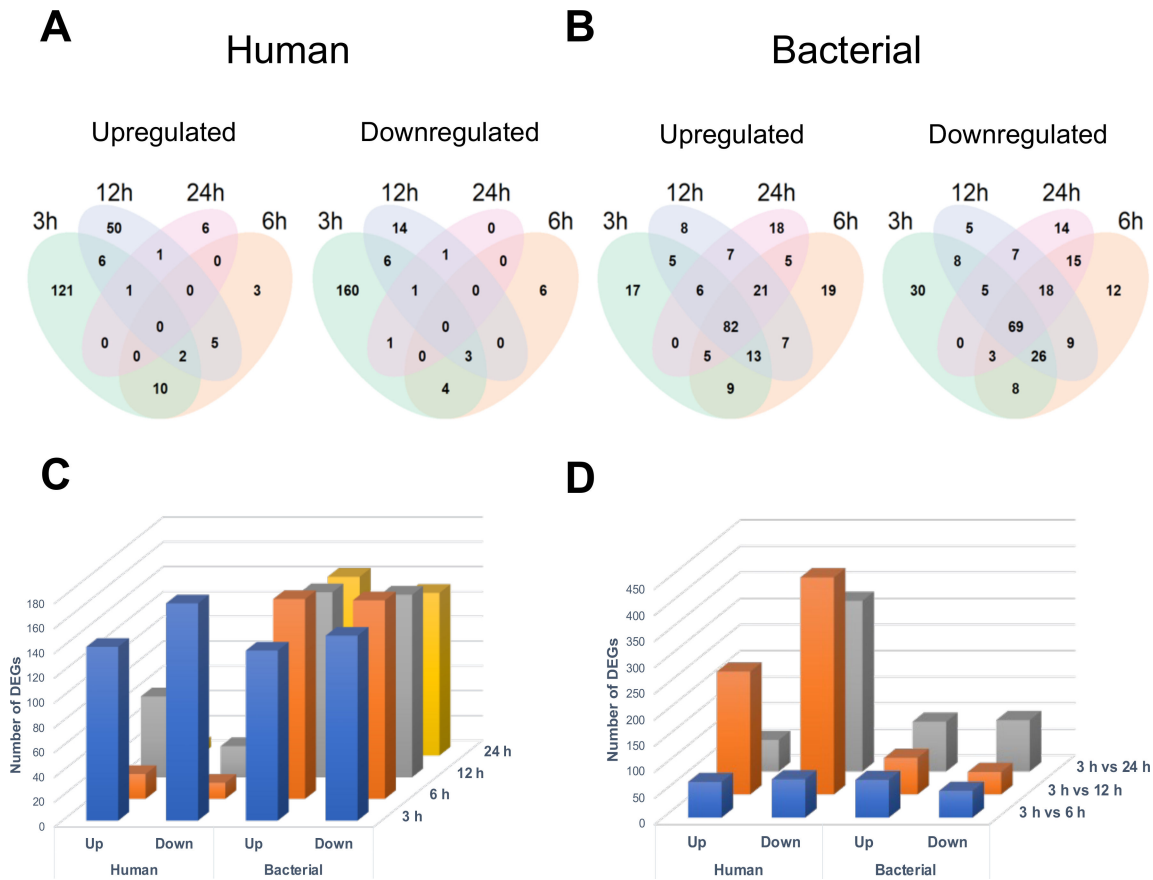 A
Human
B
Bacterial
Upregulated
Downregulated
Upregulated
Downregulated
12h 24h
3h 6h
50 6
6 1 0
121 1 0 3
0
0 0 2 5
10
12h 24h
3h 6h
14 0
6 1 0
160 1 0 6
0
1 0 3 0
4
12h 24h
3h 6h
8 18
5 7 5
17 6 21 19
82
0 5 13 7
9
12h 24h
3h 6h
5 14
8 7 15
30 5 18 12
69
0 3 26 9
8
C
Number of DEGs
180
160
140
120
100
80
60
40
20
0
24 h
12 h
6 h
3 h
Up Down Up Down
Human Bacterial
D
Number of DEGs
450
400
350
300
250
200
150
100
50
0
3 h vs 24 h
3 h vs 12 h
3 h vs 6 h
Up Down Up Down
Human Bacterial